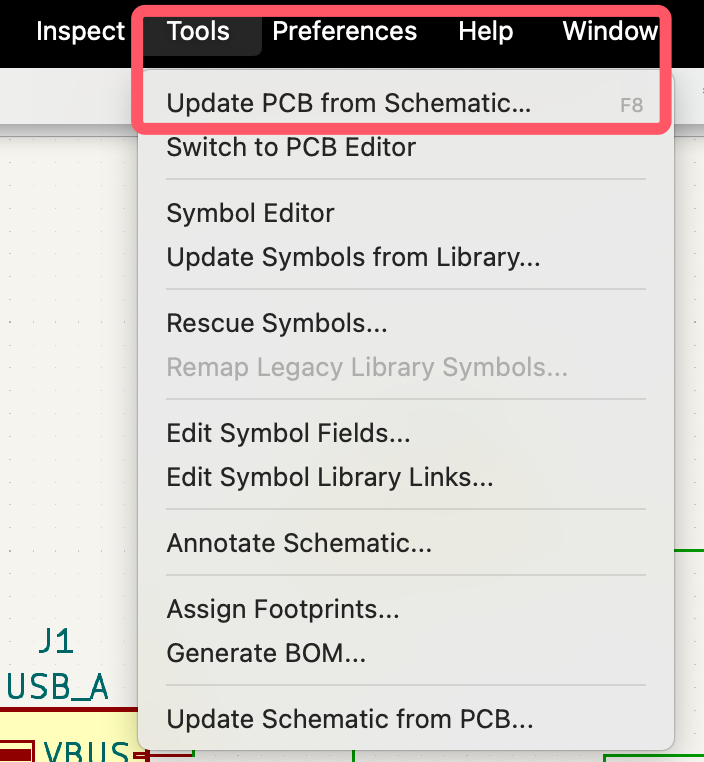 Inspect Tools Preferences Help Window
Update PCB from Schematic... F8
Switch to PCB Editor
Symbol Editor
Update Symbols from Library...
Rescue Symbols...
Remap Legacy Library Symbols...
Edit Symbol Fields...
Edit Symbol Library Links...
Annotate Schematic...
Assign Footprints...
Generate BOM...
Update Schematic from PCB...
J1
USB_A
VBUS